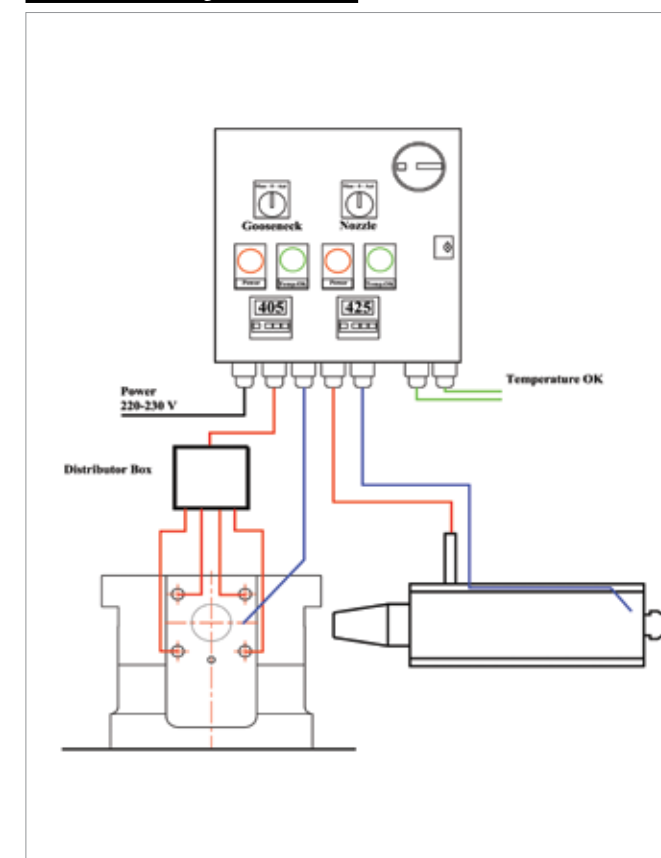 Gooseneck
Nozzle
Power
Temp.OK
Power
Temp.OK
405
425
Power
220-230 V
Temperature OK
Distributor Box